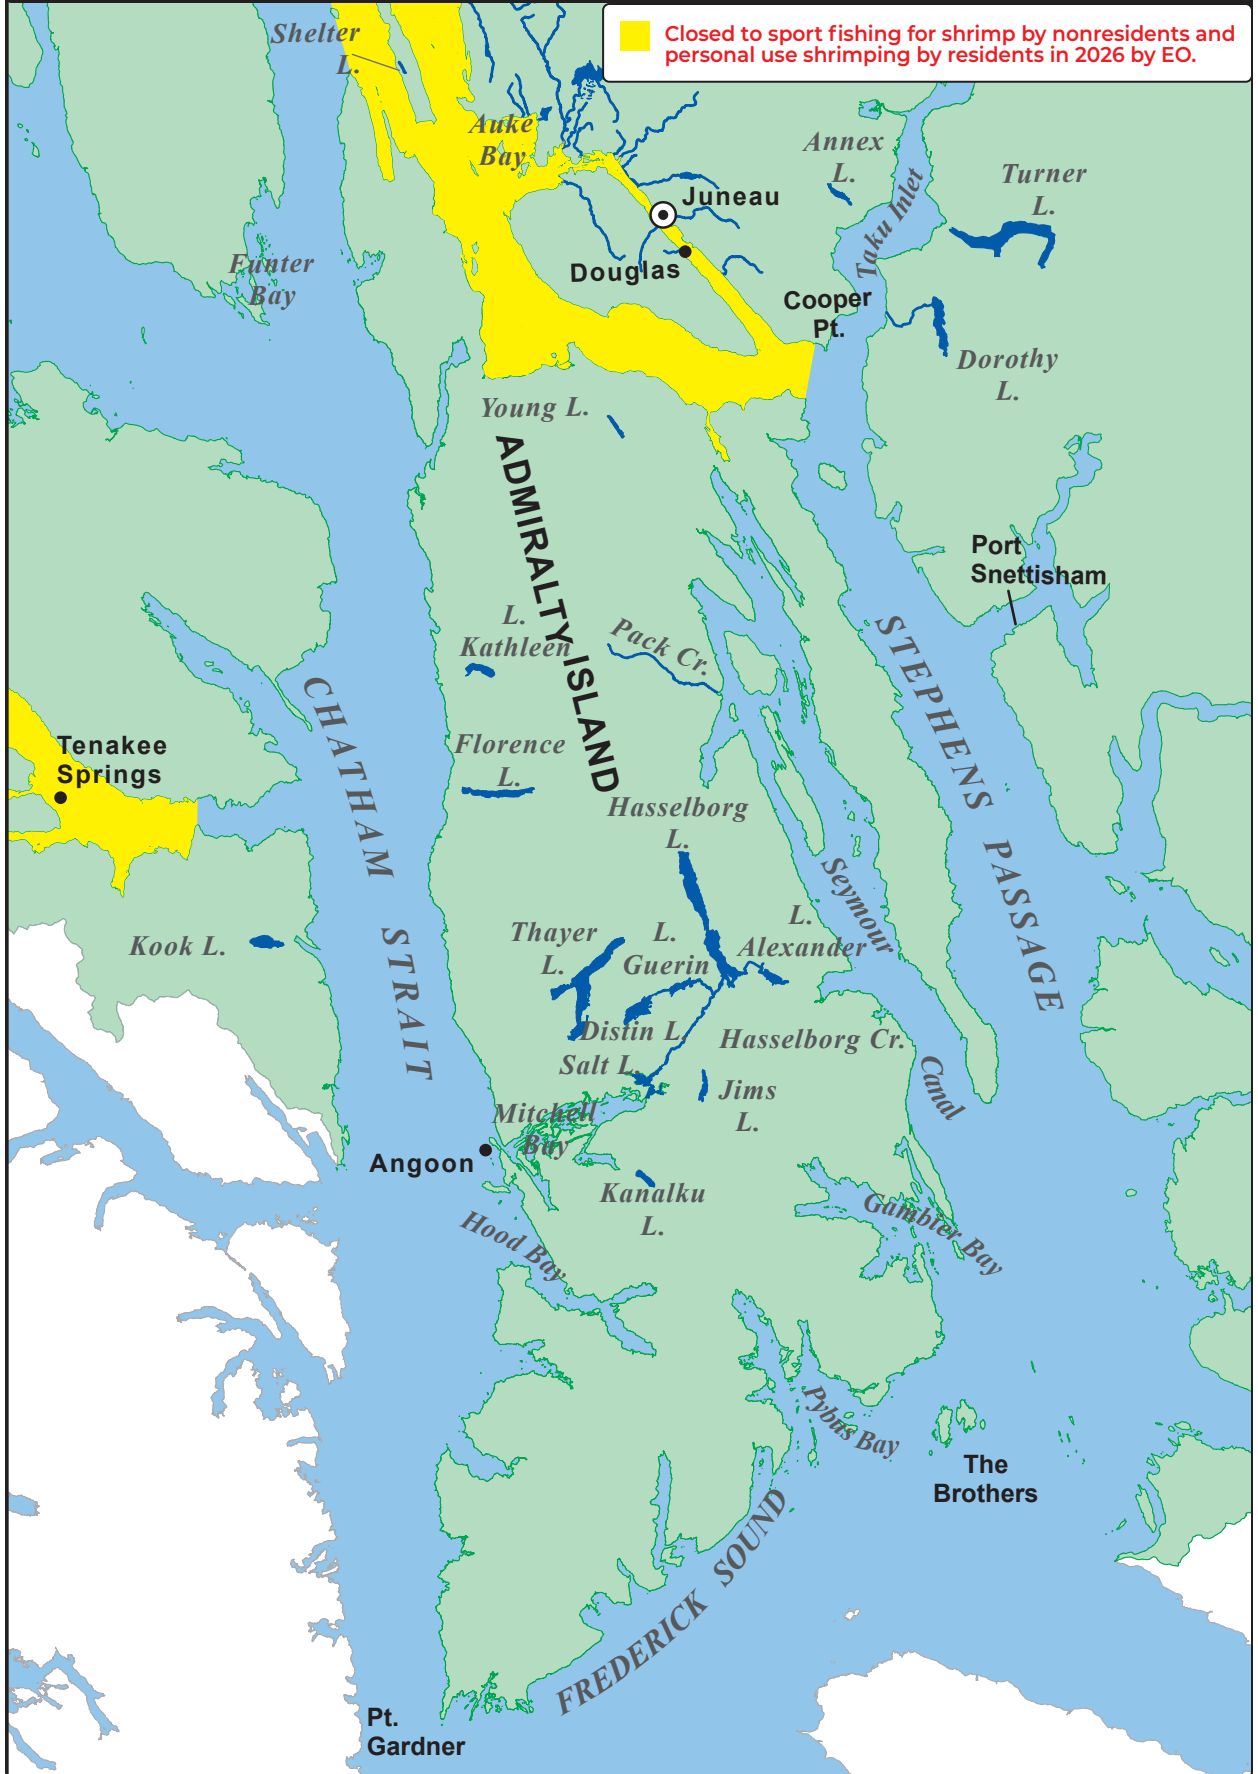 Closed to sport fishing for shrimp by nonresidents and
personal use shrimping by residents in 2026 by EO.
Shelter
L.
Auke
Bay
Annex
L.
Taku Inlet
Turner
L.
Juneau
Douglas
Funter
Bay
Cooper
Pt.
Dorothy
L.
Young L.
ADMIRALTY ISLAND
Port
Snettisham
L.
Kathleen
Pack Cr.
STEPHENS PASSAGE
CHATHAM STRAIT
Tenakee
Springs
Florence
L.
Hasselborg
L.
Seymour
Canal
Kook L.
Thayer
L.
L.
Guerin
L.
Alexander
Distin L.
Hasselborg Cr.
Salt L.
Jims
L.
Mitchell
Bay
Angoon
Kanalku
L.
Hood Bay
Gambier Bay
Pybus Bay
The
Brothers
FREDERICK SOUND
Pt.
Gardner